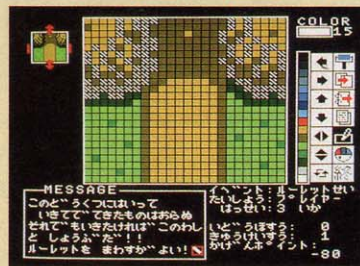 COLOR
15
MESSAGE
このど うくつにはいって
いきてで てきたものはおらぬ
それで もいきたければ このわし
と しょうぶ だ !!
ルーレットを まわすか よい!
イベ ント:ルーレットせい
たいしょう:2 プ レイヤー
はっせい:3 いか
いと うほすう: 0
きゅうけいすう: 1
かけ んホ イント:
-80